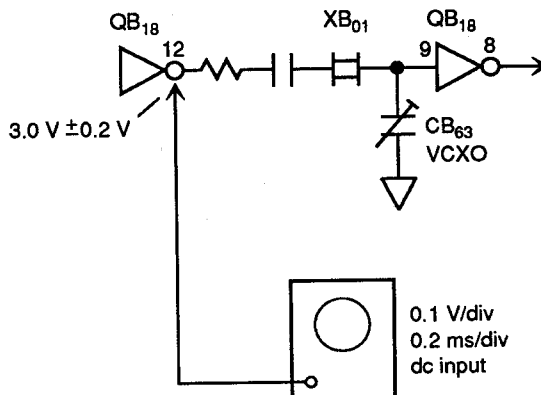 QB18
XB01
QB18
12
9
8
3.0 V ±0.2 V
CB63
VCXO
0.1 V/div
0.2 ms/div
dc input